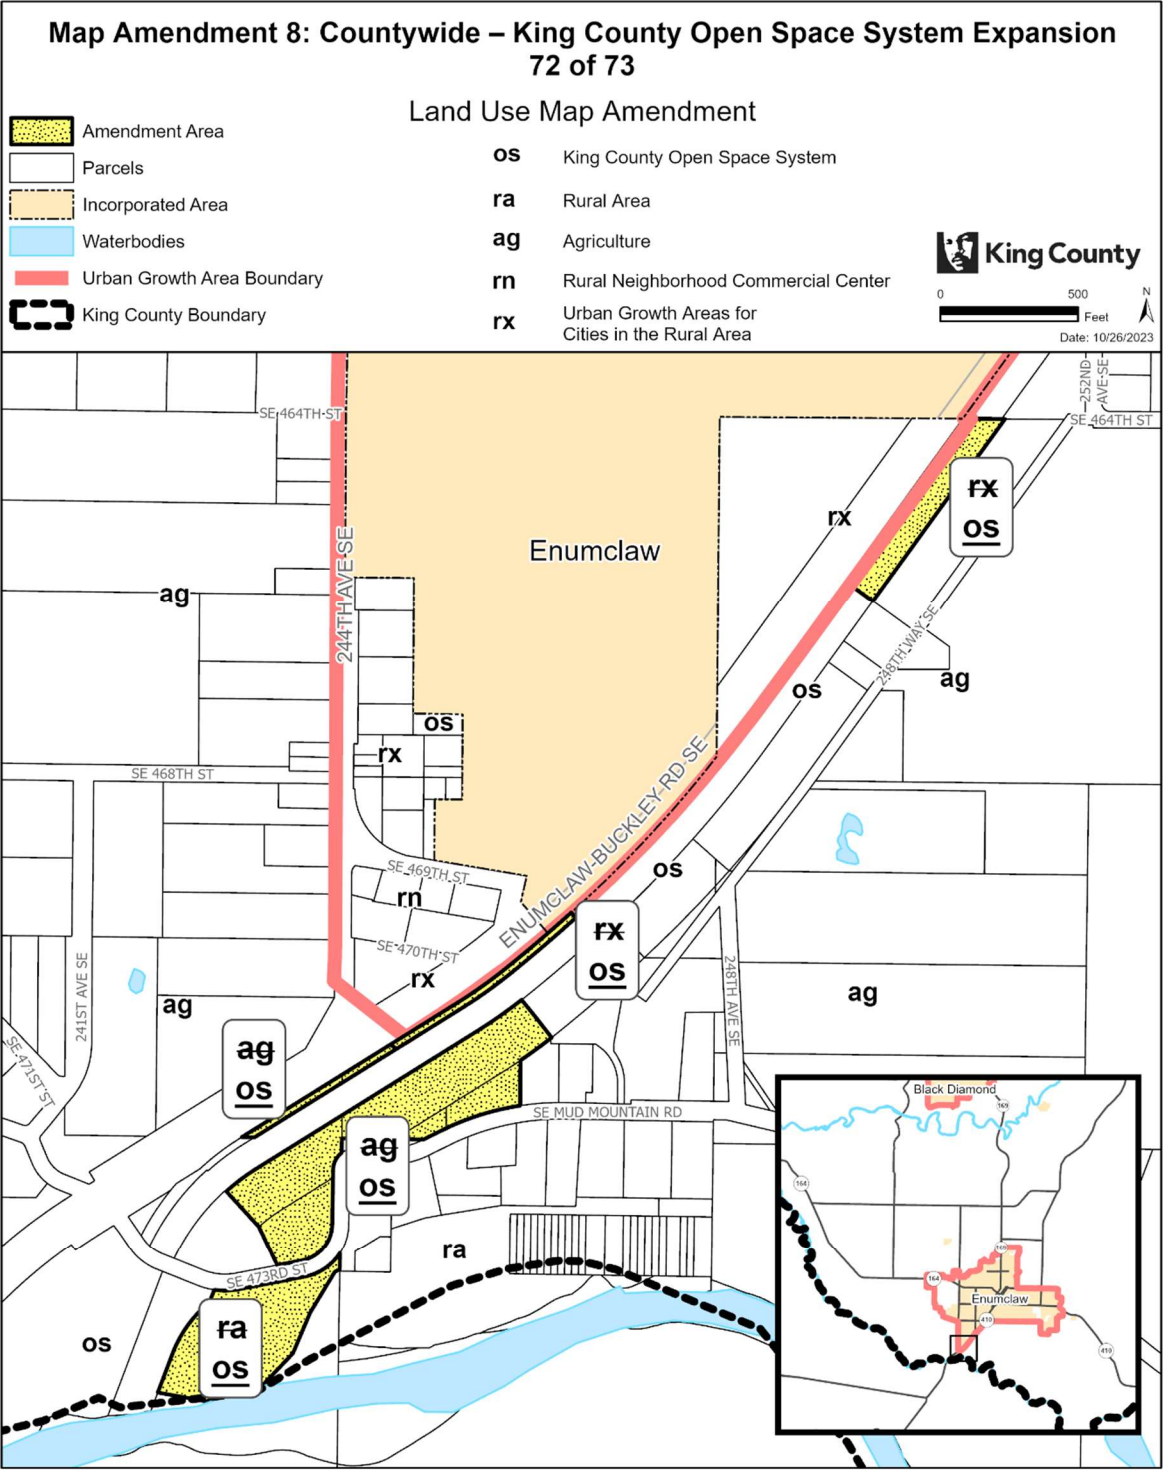 Map Amendment 8: Countywide – King County Open Space System Expansion
72 of 73
Land Use Map Amendment
Amendment Area
Parcels
Incorporated Area
Waterbodies
Urban Growth Area Boundary
King County Boundary
os King County Open Space System
ra Rural Area
ag Agriculture
rn Rural Neighborhood Commercial Center
rx Urban Growth Areas for
Cities in the Rural Area
King County
0 500
Feet
N
Date: 10/26/2023
SE 464TH ST
252ND
AVE SE
SE 464TH ST
rx
os
rx
Enumclaw
244TH AVE SE
ag
248TH WAY SE
ag
os
os
rx
SE 468TH ST
ENUMCLAW-BUCKLEY RD SE
os
SE 469TH ST
rn
rx
os
SE 470TH ST
rx
241ST AVE SE
248TH AVE SE
ag
ag
SE 471ST ST
ag
os
SE MUD MOUNTAIN RD
ag
os
ra
SE 473RD ST
ra
os
os
Black Diamond
169
164
169
164
Enumclaw
410
410